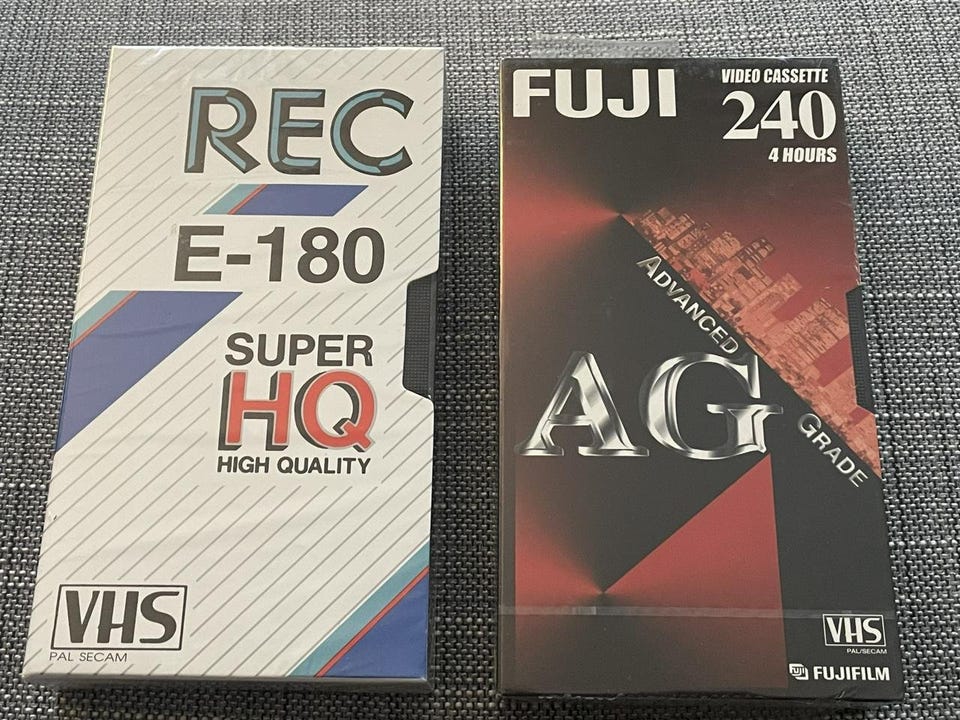 REC
E-180
SUPER
HQ
HIGH QUALITY
VHS
PAL SECAM
FUJI
VIDEO CASSETTE
240
4 HOURS
ADVANCED
AG
GRADE
VHS
PAL/SECAM
FUJI FUJIFILM